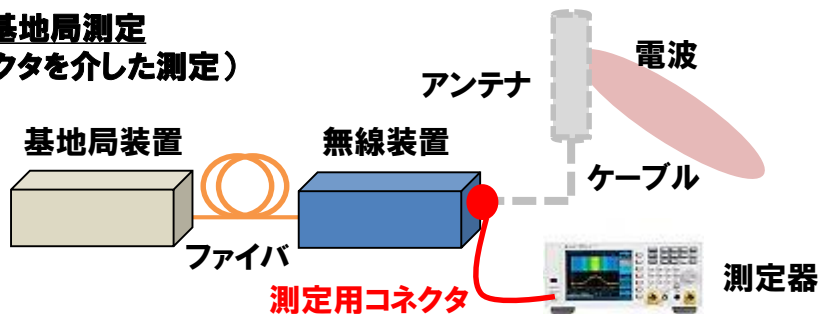 基地局測定
クタを介した測定）
電波
アンテナ
基地局装置
無線装置
ケーブル
ファイバ
測定用コネクタ
測定器